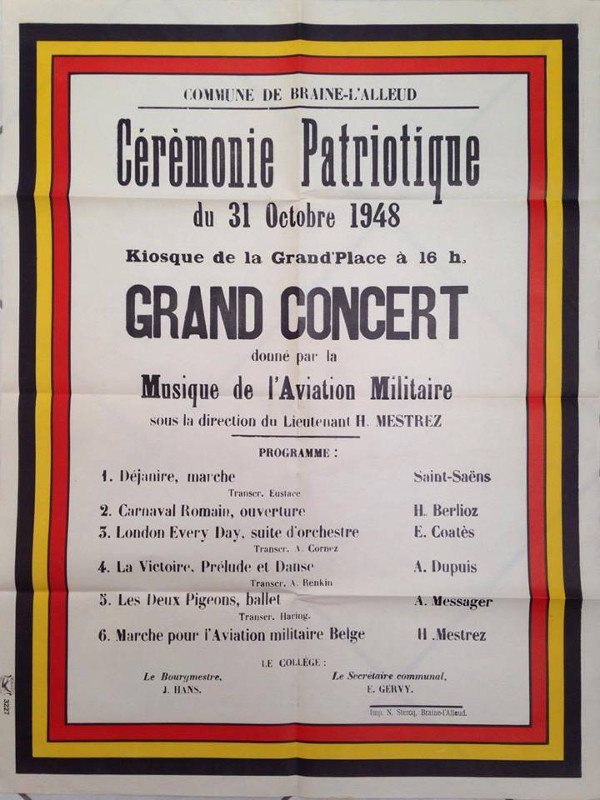 COMMUNE DE BRAINE-L'ALLEUD
Cérèmonie Patriotique
du 31 Octobre 1948
Kiosque de la Grand'Place à 16 h,
GRAND CONCERT
donné par la
Musique de l'Aviation Militaire
sous la direction du Lieutenant H. MESTREZ
PROGRAMME :
1. Déjanire, marche Saint-Saëns
Transcr. Eustace
2. Carnaval Romain, ouverture H. Berlioz
3. London Every Day, suite d'orchestre E. Coatès
Transcr. A. Cornez
4. La Victoire. Prélude et Danse A. Dupuis
Transcr. A. Renkin
5. Les Deux Pigeons, ballet A. Messager
Transcr. Haring.
6. Marche pour l'Aviation militaire Belge H .Mestrez
LE COLLÈGE :
Le Bourgmestre, Le Secrétaire communal,
J. HANS. E. GERVY.
Imp. N. Stercq, Braine-l'Alleud.
3227